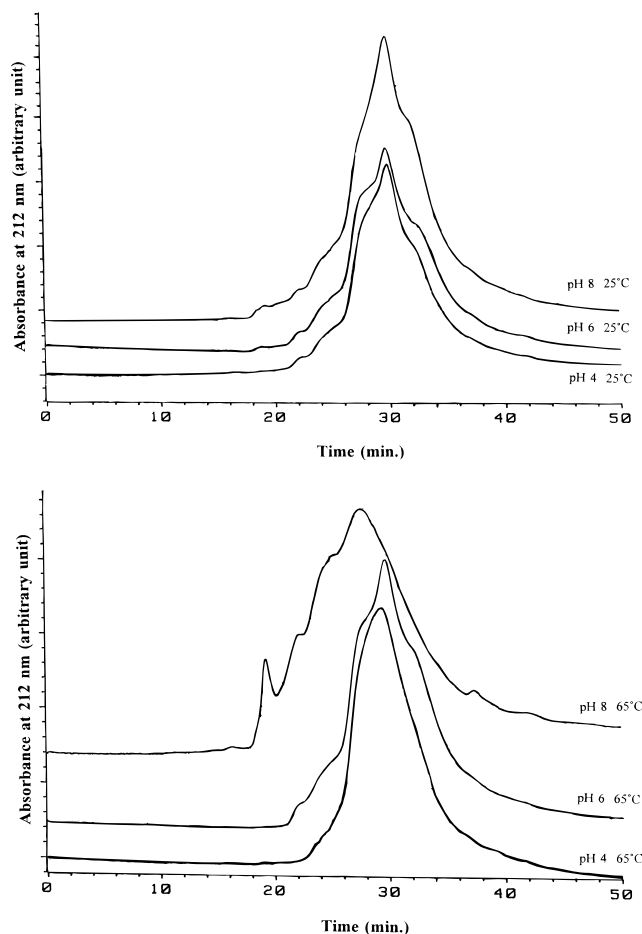 Absorbance at 212 nm (arbitrary unit)
pH 8 25°C
pH 6 25°C
pH 4 25°C
0 10 20 30 40 50
Time (min.)
Absorbance at 212 nm (arbitrary unit)
pH 8 65°C
pH 6 65°C
pH 4 65°C
0 10 20 30 40 50
Time (min.)